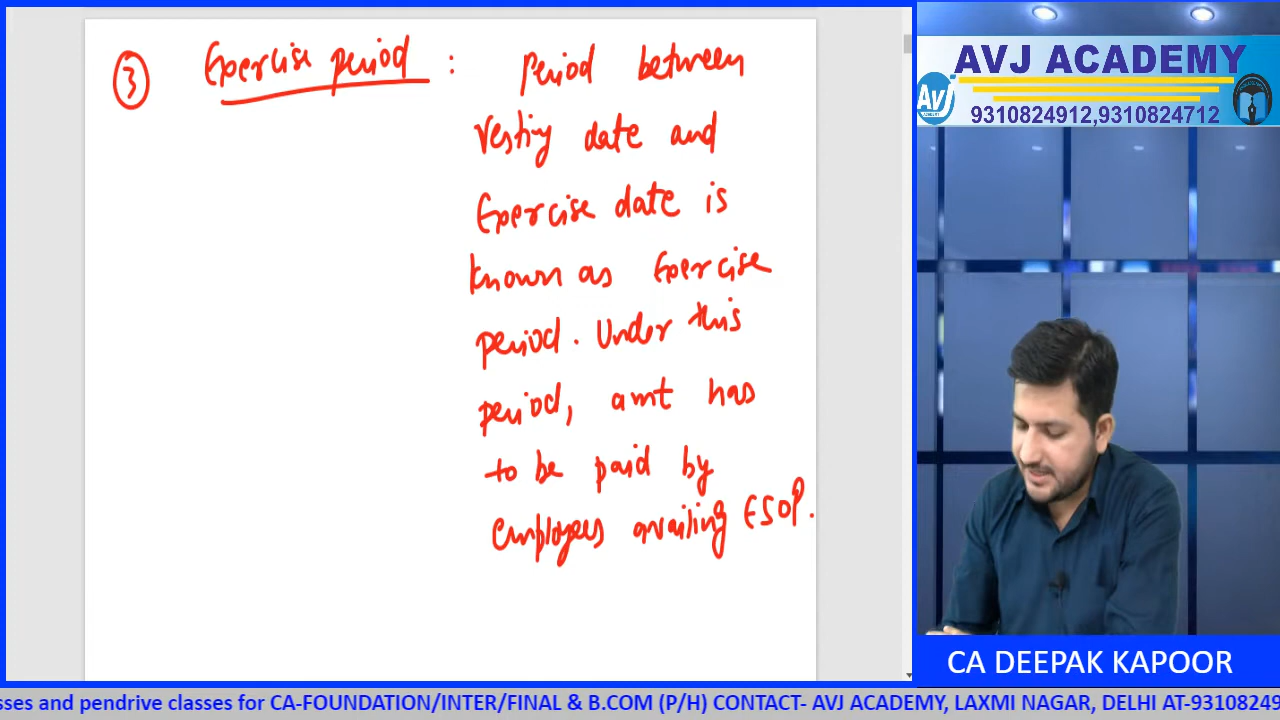 ③ Exercise period : Period between
vesting date and
Exercise date is
known as Exercise
period. Under this
period, amt has
to be paid by
employees availing ESOP.
AVJ ACADEMY
AVJ
ACADEMY
9310824912,9310824712
CA DEEPAK KAPOOR
sses and pendrive classes for CA-FOUNDATION/INTER/FINAL & B.COM (P/H) CONTACT- AVJ ACADEMY, LAXMI NAGAR, DELHI AT-93108249